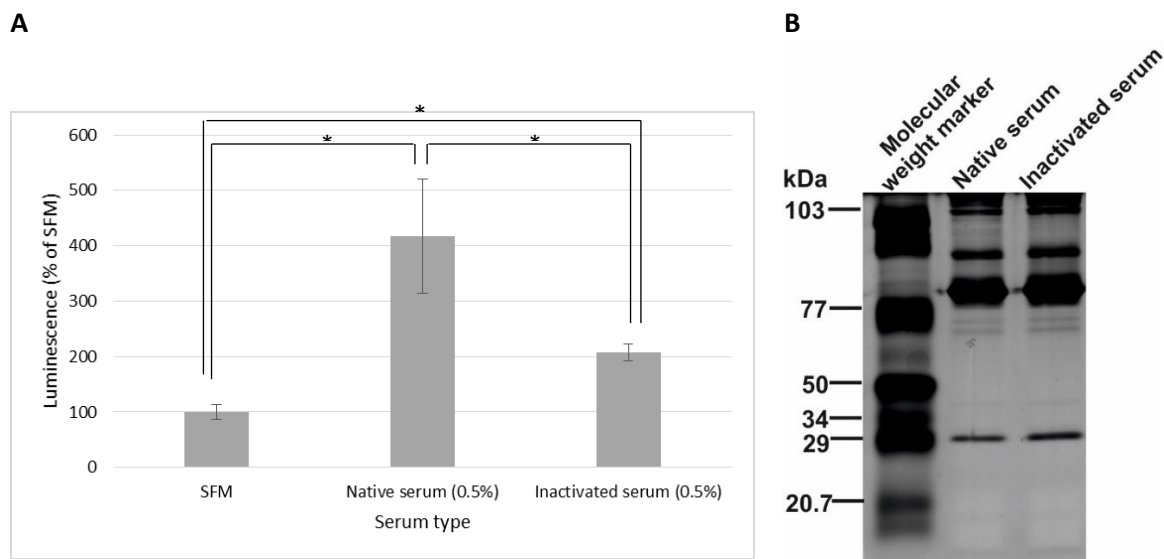 A
B
*
*
*
600
500
400
300
200
100
0
Luminescence (% of SFM)
SFM
Native serum (0.5%)
Inactivated serum (0.5%)
Serum type
Molecular
weight marker
Native serum
Inactivated serum
kDa
103
77
50
34
29
20.7